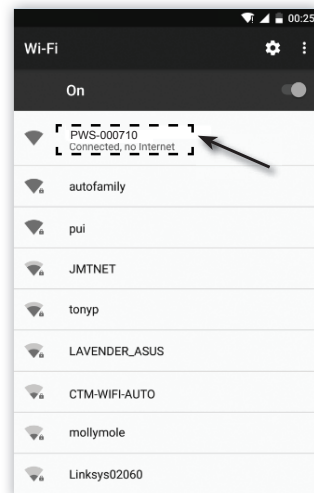 00:25
Wi-Fi
On
PWS-000710
Connected, no Internet
autofamily
pui
JMTNET
tonyp
LAVENDER_ASUS
CTM-WIFI-AUTO
mollymole
Linksys02060